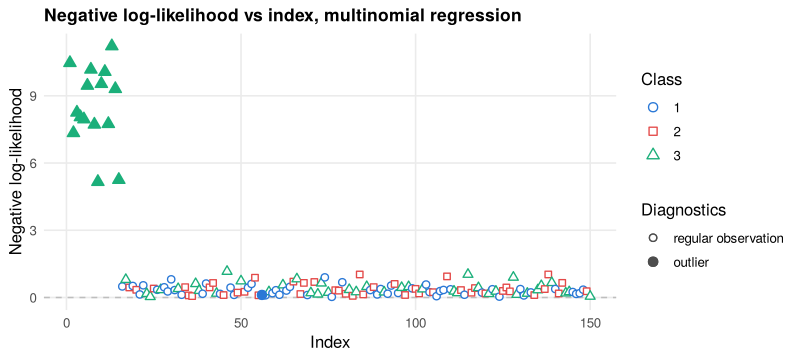 Negative log-likelihood vs index, multinomial regression
Negative log-likelihood
9
6
3
0
0
50
100
150
Index
Class
1
2
3
Diagnostics
regular observation
outlier